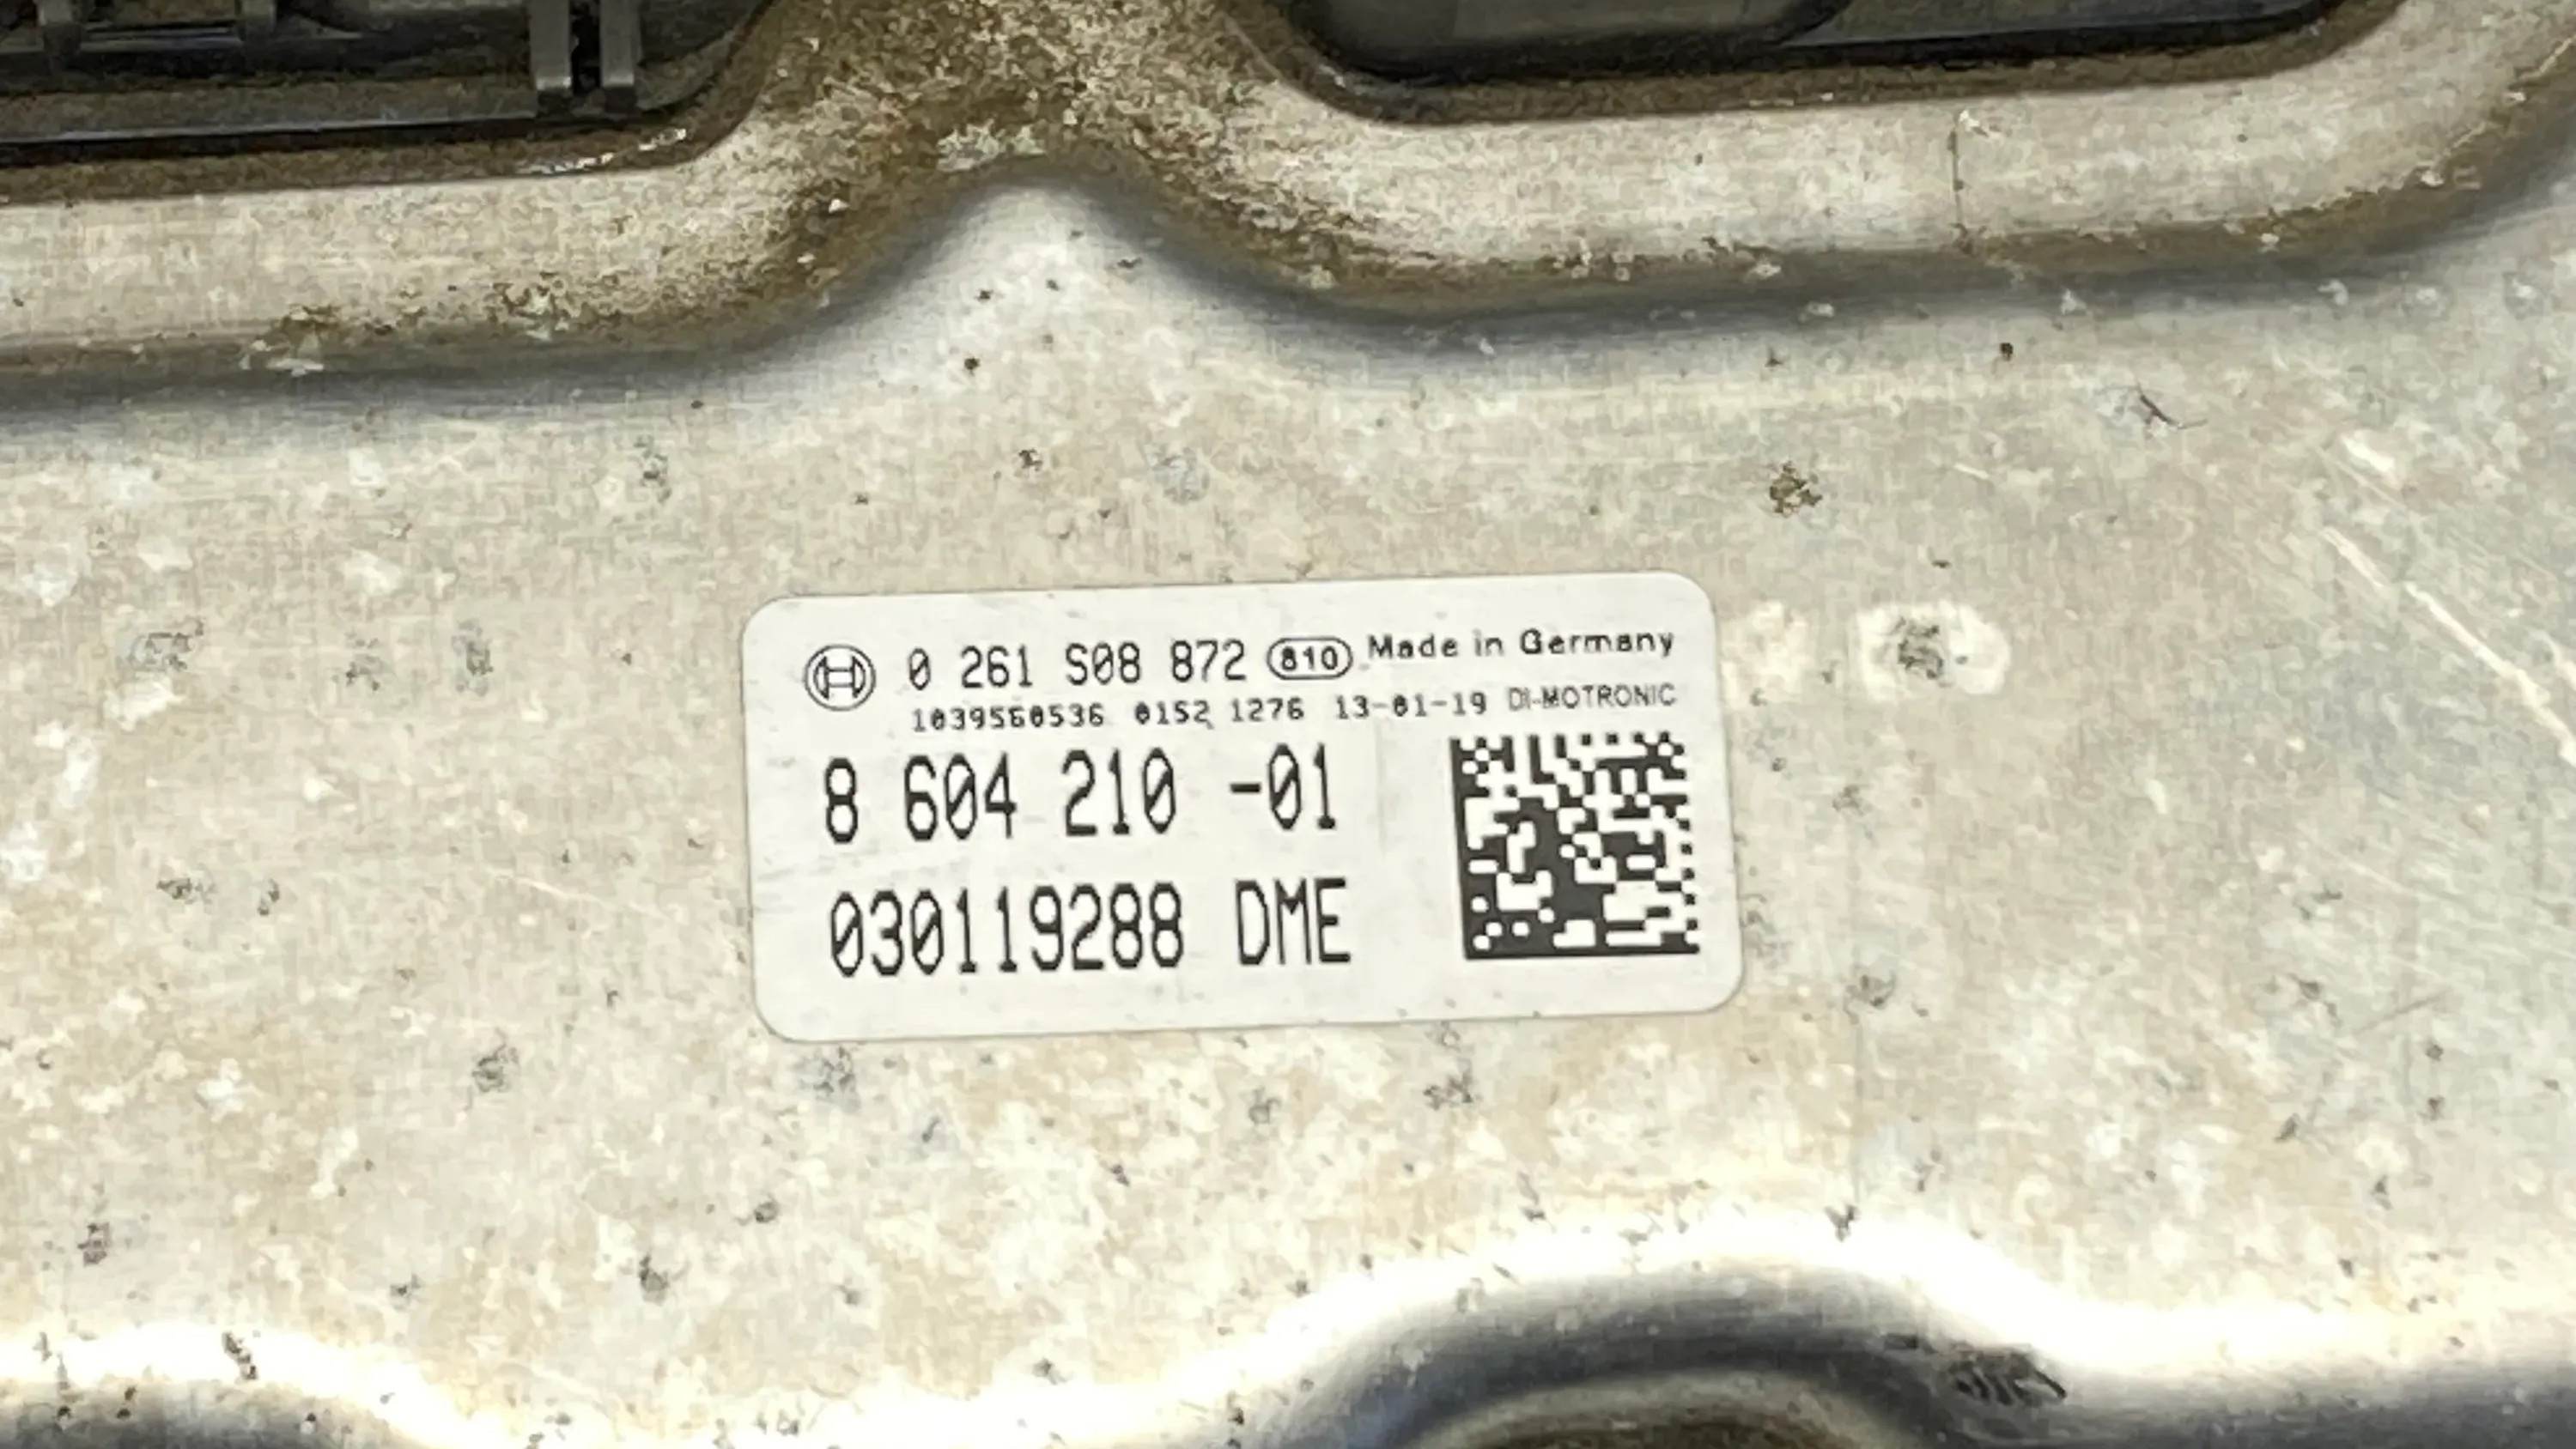 0 261 S08 872 810 Made in Germany
1039S60536 0152 1276 13-01-19 DI-MOTRONIC
8 604 210 -01
030119288 DME